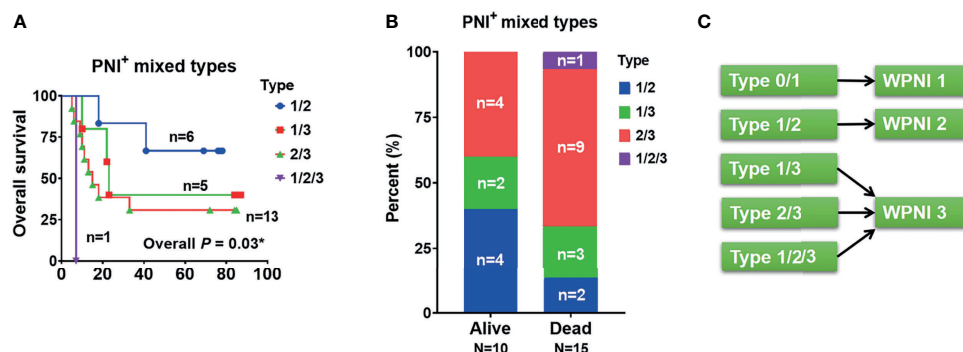 A
PNI+ mixed types
Type
1/2
1/3
2/3
1/2/3
Overall survival
100
75
50
25
0
0 20 40 60 80 100
n=6
n=5
n=13
n=1
Overall P = 0.03*
B
PNI+ mixed types
Percent (%)
100
75
50
25
0
n=4
n=2
n=4
n=1
n=9
n=3
n=2
Alive
N=10
Dead
N=15
Type
1/2
1/3
2/3
1/2/3
C
Type 0/1
WPNI 1
Type 1/2
WPNI 2
Type 1/3
Type 2/3
WPNI 3
Type 1/2/3